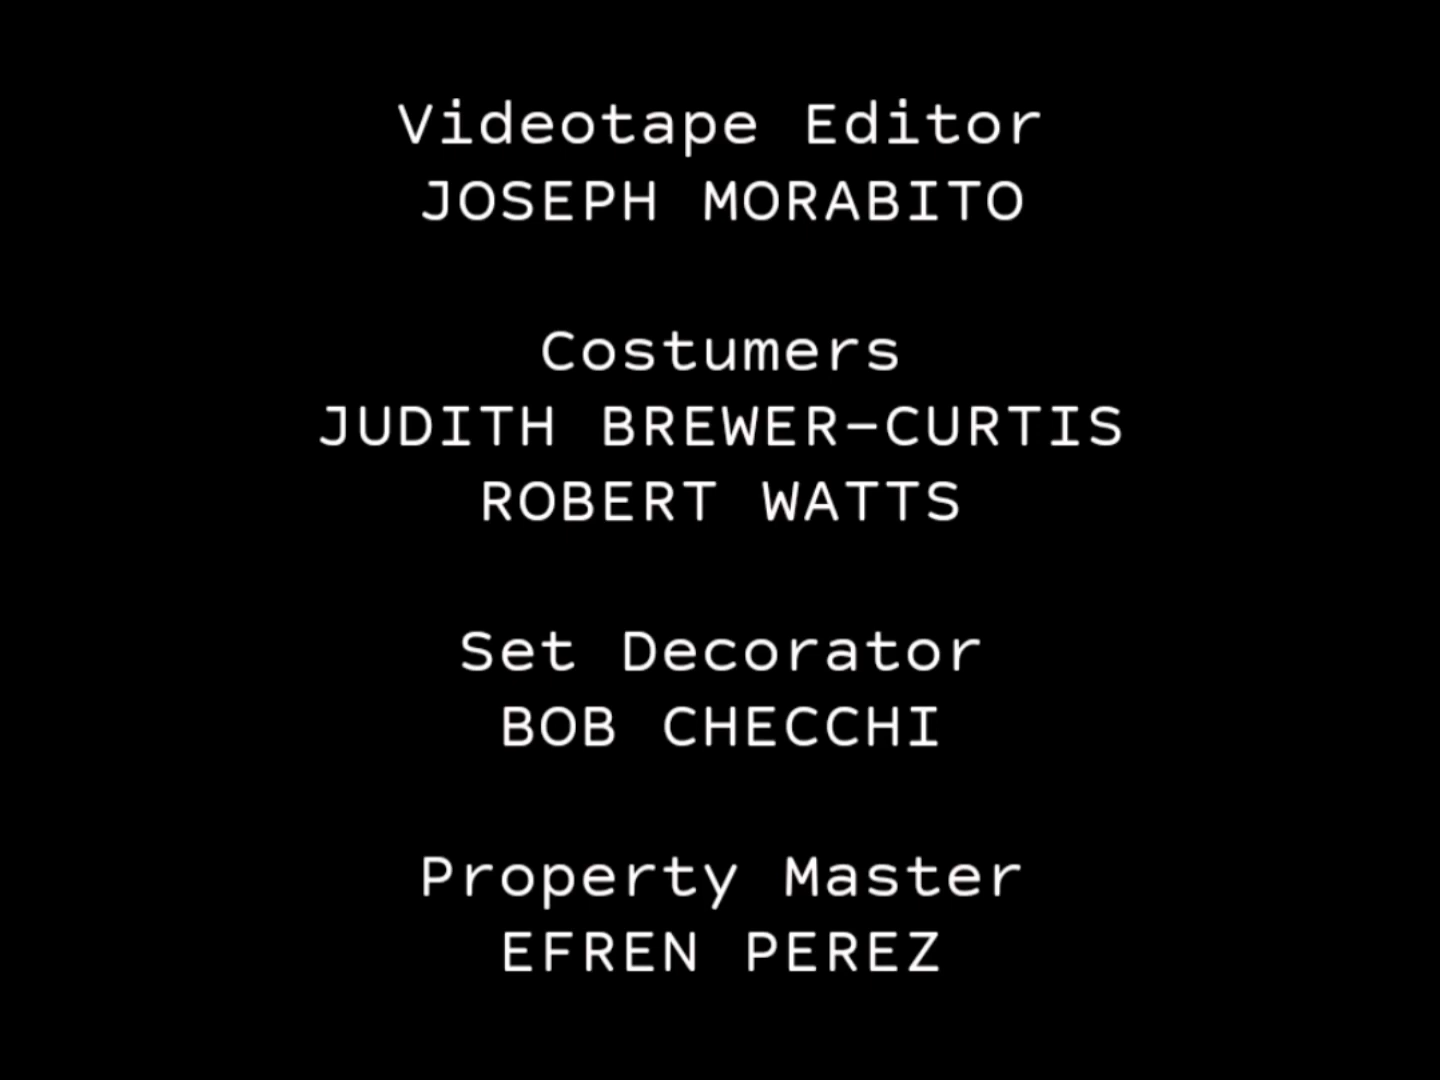 Videotape Editor
JOSEPH MORABITO
Costumers
JUDITH BREWER-CURTIS
ROBERT WATTS
Set Decorator
BOB CHECCHI
Property Master
EFREN PEREZ